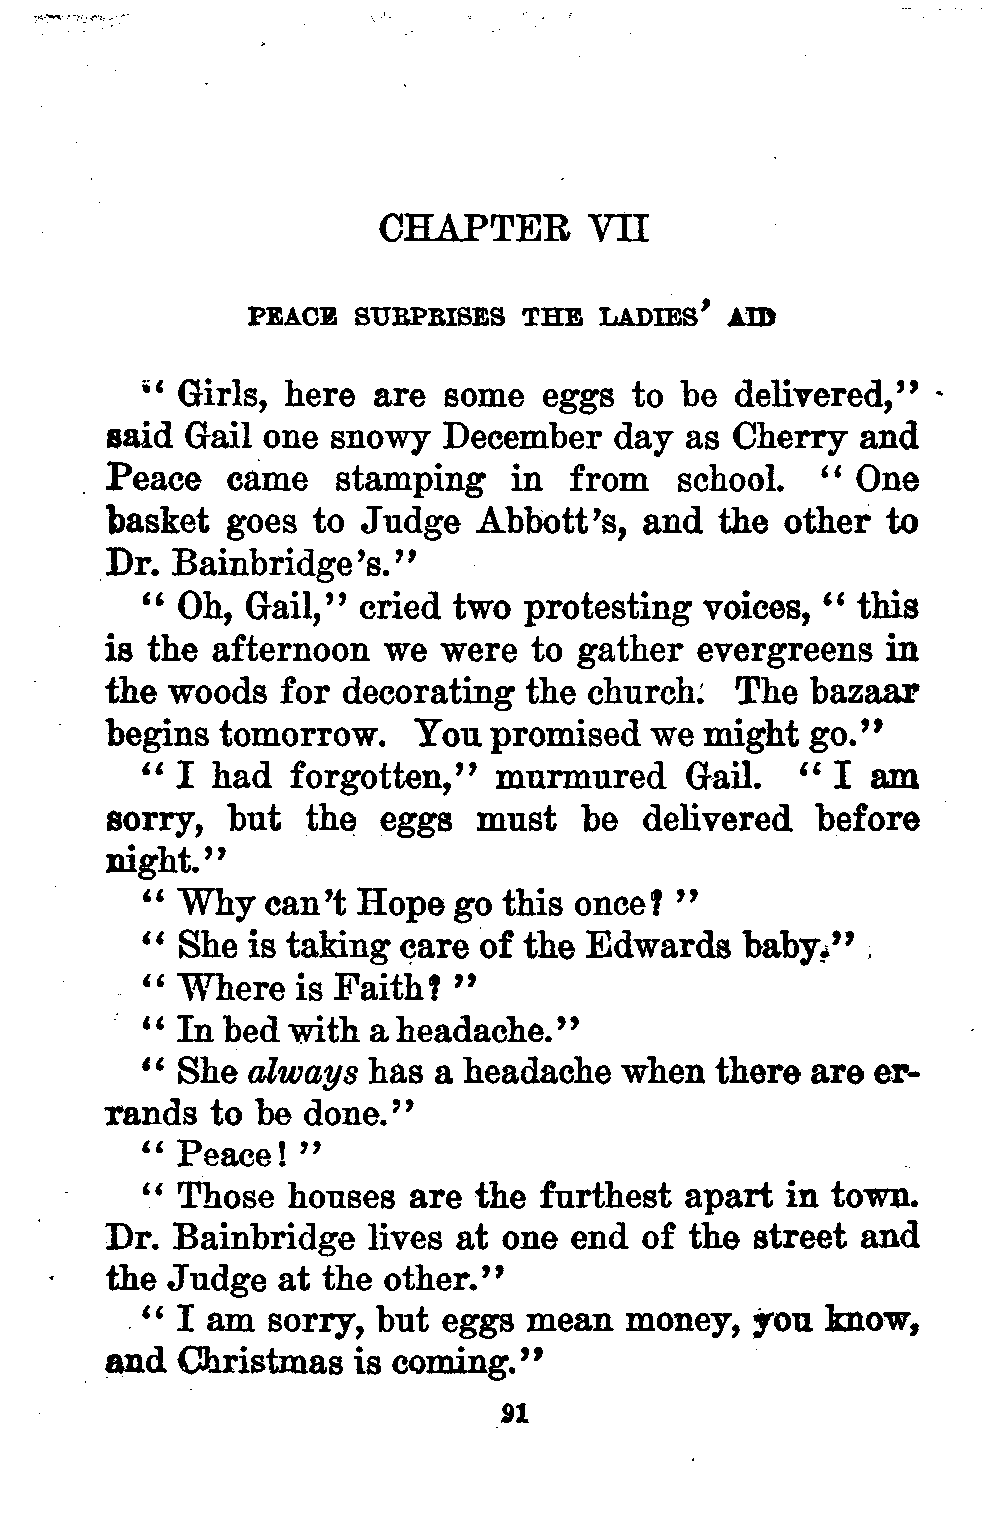 CHAPTER VII
PEACE SURPRISES THE LADIES' AID
" Girls, here are some eggs to be delivered,"
said Gail one snowy December day as Cherry and
Peace came stamping in from school. " One
basket goes to Judge Abbott's, and the other to
Dr. Bainbridge's."
" Oh, Gail," cried two protesting voices, " this
is the afternoon we were to gather evergreens in
the woods for decorating the church. The bazaar
begins tomorrow. You promised we might go."
" I had forgotten," murmured Gail. " I am
sorry, but the eggs must be delivered before
night."
" Why can't Hope go this once? "
" She is taking care of the Edwards baby."
" Where is Faith? "
" In bed with a headache."
" She always has a headache when there are er-
rands to be done."
" Peace! "
" Those houses are the furthest apart in town.
Dr. Bainbridge lives at one end of the street and
the Judge at the other."
" I am sorry, but eggs mean money, you know,
and Christmas is coming."
91